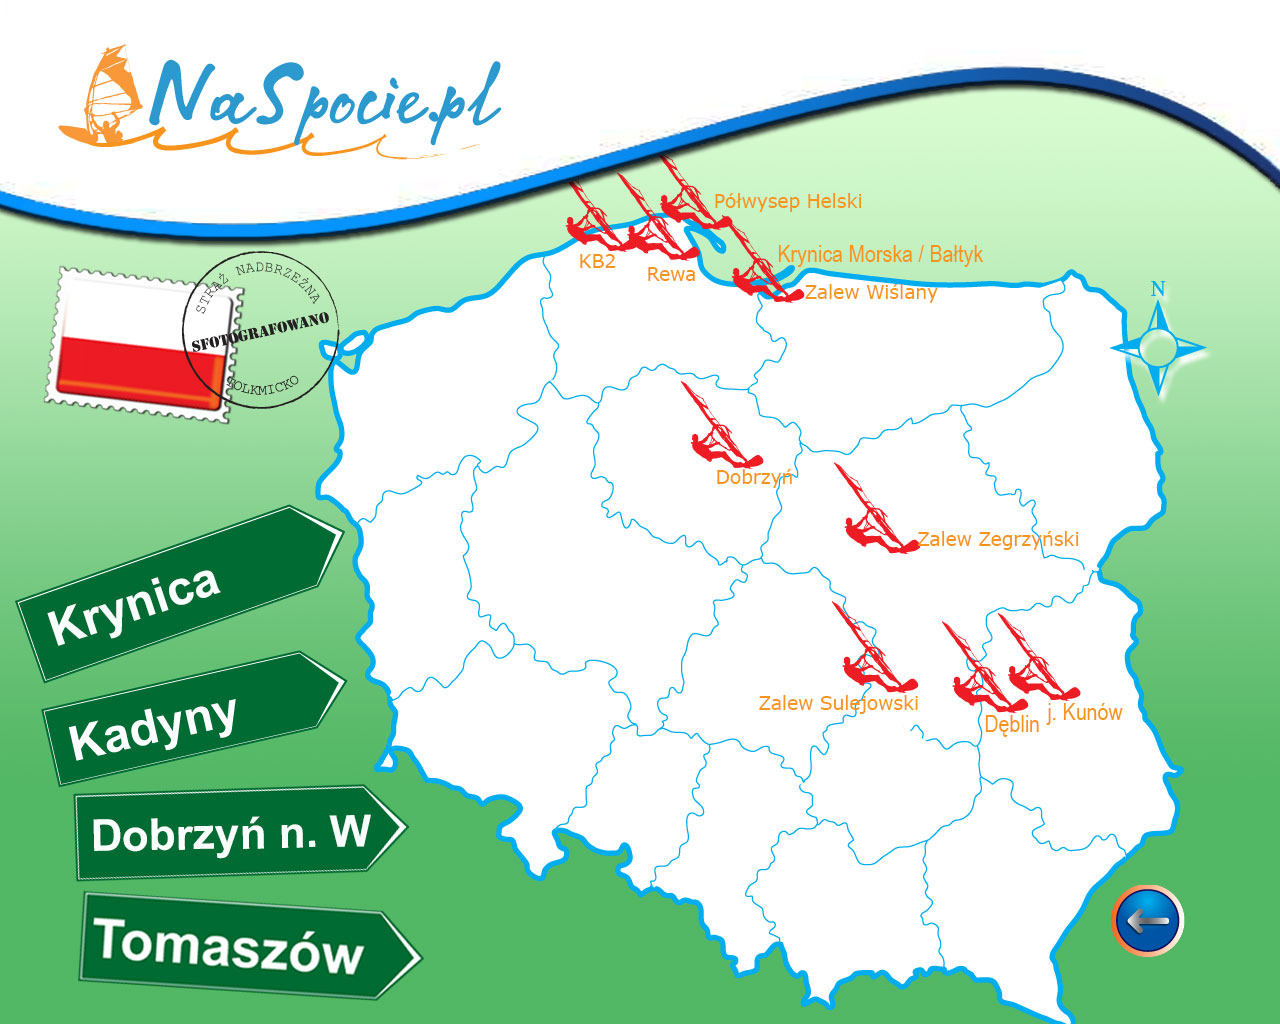 NaSpocie.pl
Półwysep Helski
Krynica Morska / Bałtyk
KB2
Rewa
Zalew Wiślany
N
STRAŻ NADBRZEŻNA
SFOTOGRAFOWANO
TOLKMICKO
Dobrzyń
Zalew Zegrzyński
Krynica
Kadyny
Zalew Sulejowski
Dęblin
j. Kunów
Dobrzyń n. W
Tomaszów